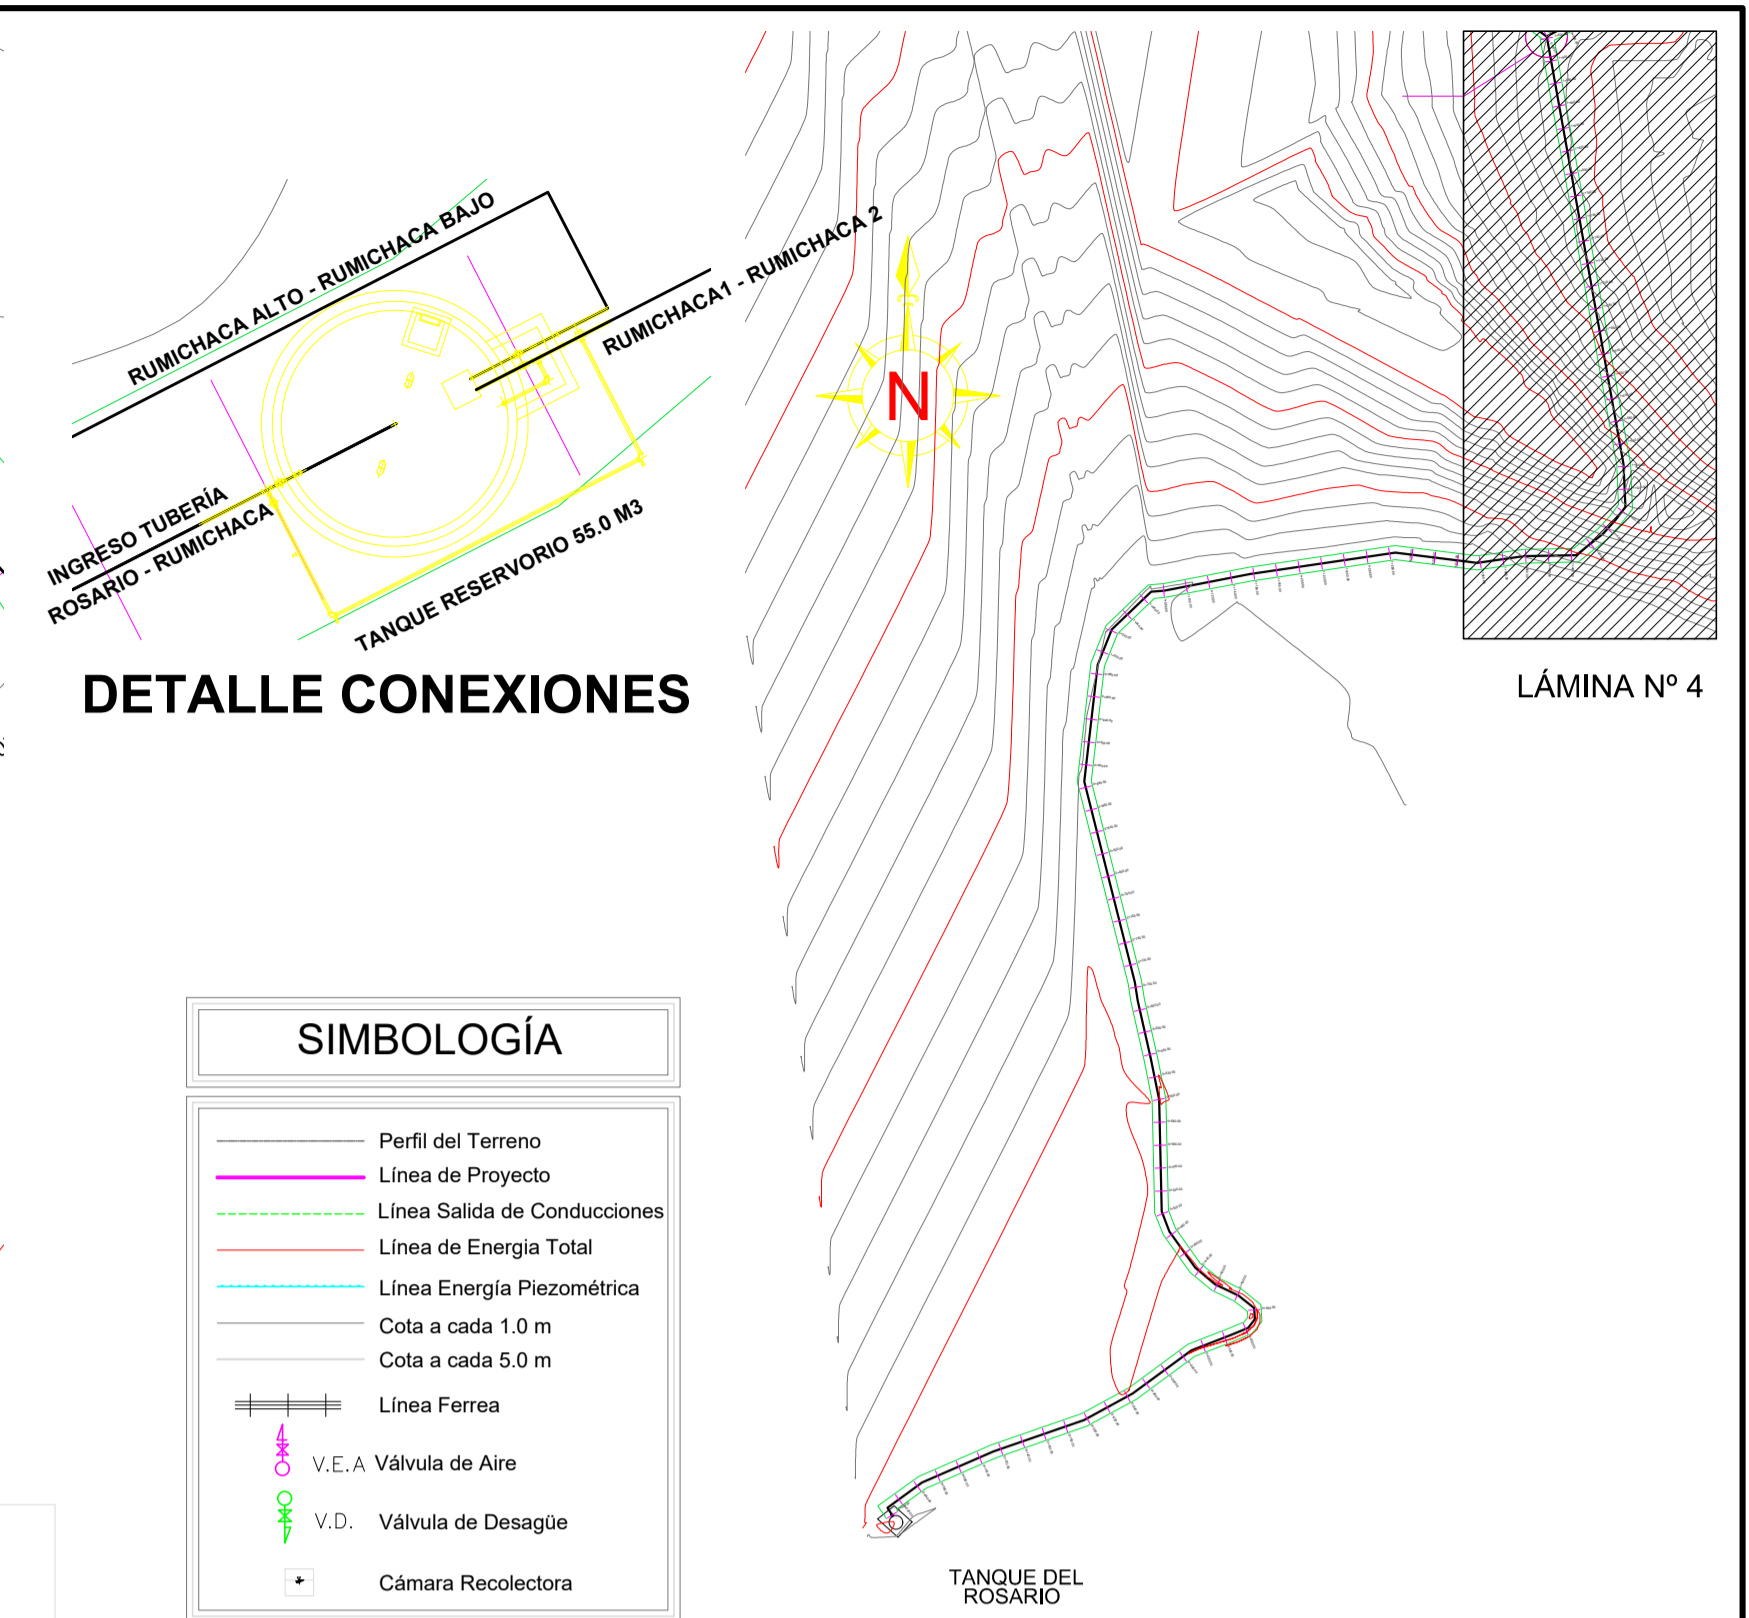 RUMICHACA ALTO - RUMICHACA BAJO
RUMICHACA1 - RUMICHACA 2
INGRESO TUBERÍA
ROSARIO - RUMICHACA
TANQUE RESERVORIO 55.0 M3
DETALLE CONEXIONES
N
LÁMINA Nº 4
SIMBOLOGÍA
Perfil del Terreno
Línea de Proyecto
Línea Salida de Conducciones
Línea de Energia Total
Línea Energía Piezométrica
Cota a cada 1.0 m
Cota a cada 5.0 m
Línea Ferrea
V.E.A Válvula de Aire
V.D. Válvula de Desagüe
Cámara Recolectora
TANQUE DEL
ROSARIO